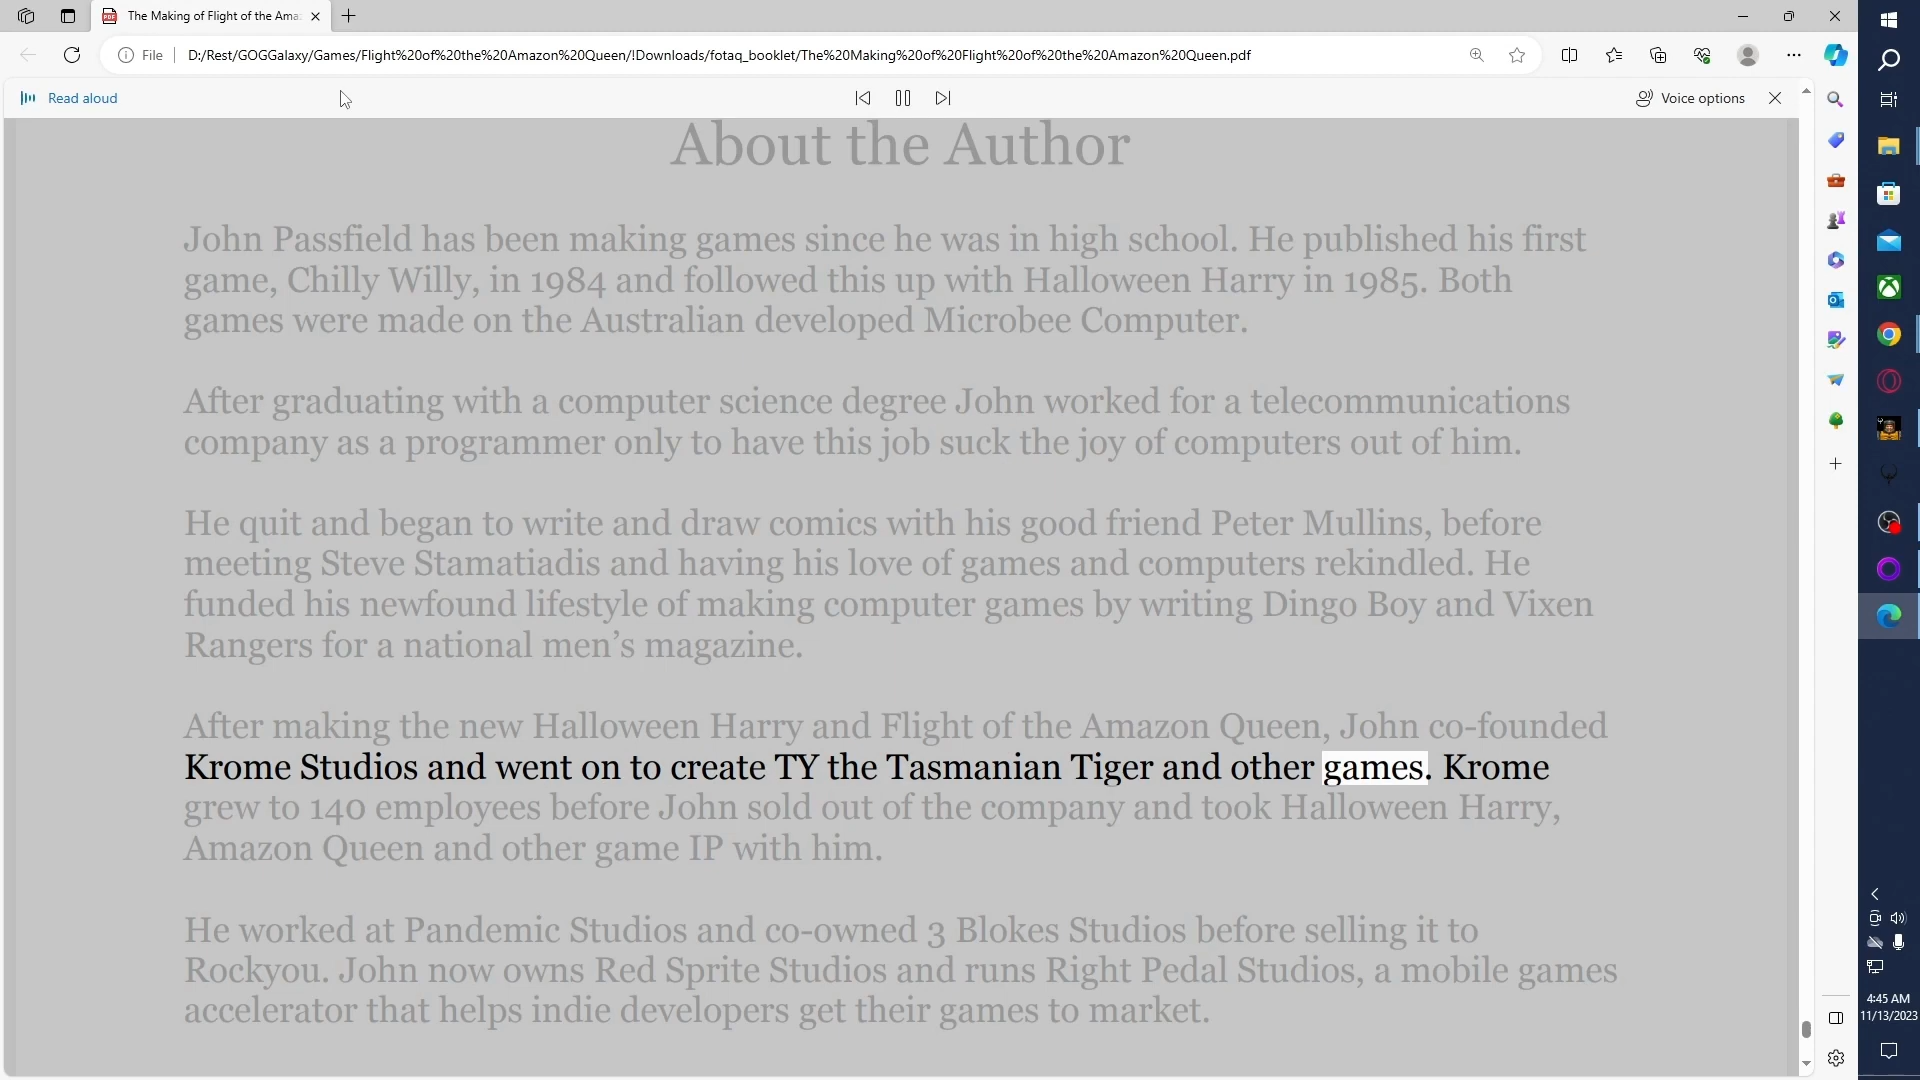 The Making of Flight of the Ama
File
D:/Rest/GOGGalaxy/Games/Flight%20of%20the%20Amazon%20Queen/!Downloads/fotaq_booklet/The%20Making%20of%20Flight%20of%20the%20Amazon%20Queen.pdf
Read aloud
Voice options
About the Author
John Passfield has been making games since he was in high school. He published his first
game, Chilly Willy, in 1984 and followed this up with Halloween Harry in 1985. Both
games were made on the Australian developed Microbee Computer.
After graduating with a computer science degree John worked for a telecommunications
company as a programmer only to have this job suck the joy of computers out of him.
He quit and began to write and draw comics with his good friend Peter Mullins, before
meeting Steve Stamatiadis and having his love of games and computers rekindled. He
funded his newfound lifestyle of making computer games by writing Dingo Boy and Vixen
Rangers for a national men’s magazine.
After making the new Halloween Harry and Flight of the Amazon Queen, John co-founded
Krome Studios and went on to create TY the Tasmanian Tiger and other games. Krome
grew to 140 employees before John sold out of the company and took Halloween Harry,
Amazon Queen and other game IP with him.
He worked at Pandemic Studios and co-owned 3 Blokes Studios before selling it to
Rockyou. John now owns Red Sprite Studios and runs Right Pedal Studios, a mobile games
accelerator that helps indie developers get their games to market.
4:45 AM
11/13/2023